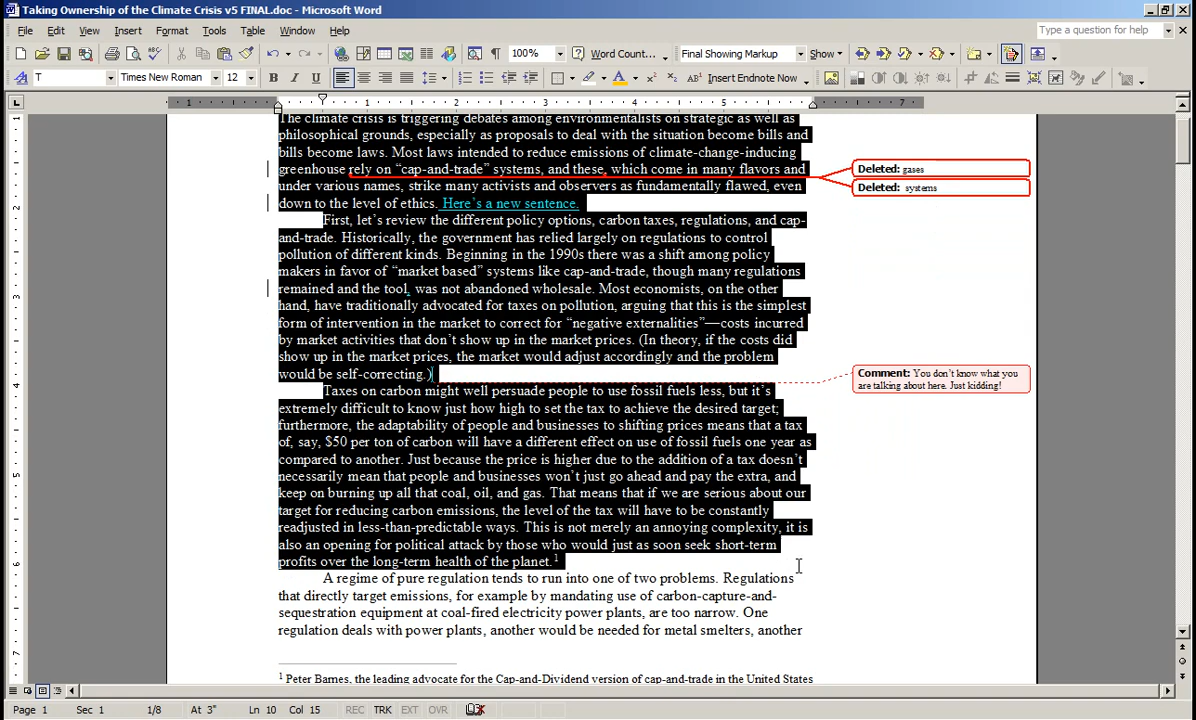 Taking Ownership of the Climate Crisis v5 FINAL.doc - Microsoft Word
File Edit View Insert Format Tools Table Window Help
Type a question for help
100% Word Count... Final Showing Markup Show
T Times New Roman 12 B I U Insert Endnote Now
1 1 2 3 4 5 6 7
The climate crisis is triggering debates among environmentalists on strategic as well as
philosophical grounds, especially as proposals to deal with the situation become bills and
bills become laws. Most laws intended to reduce emissions of climate-change-inducing
greenhouse rely on “cap-and-trade” systems, and these, which come in many flavors and
Deleted: gases
under various names, strike many activists and observers as fundamentally flawed, even
Deleted: systems
down to the level of ethics. Here’s a new sentence.
First, let’s review the different policy options, carbon taxes, regulations, and cap-
and-trade. Historically, the government has relied largely on regulations to control
pollution of different kinds. Beginning in the 1990s there was a shift among policy
makers in favor of “market based” systems like cap-and-trade, though many regulations
remained and the tool, was not abandoned wholesale. Most economists, on the other
hand, have traditionally advocated for taxes on pollution, arguing that this is the simplest
form of intervention in the market to correct for “negative externalities”—costs incurred
by market activities that don’t show up in the market prices. (In theory, if the costs did
show up in the market prices, the market would adjust accordingly and the problem
would be self-correcting.)
Comment: You don’t know what you
are talking about here. Just kidding!
Taxes on carbon might well persuade people to use fossil fuels less, but it’s
extremely difficult to know just how high to set the tax to achieve the desired target;
furthermore, the adaptability of people and businesses to shifting prices means that a tax
of, say, $50 per ton of carbon will have a different effect on use of fossil fuels one year as
compared to another. Just because the price is higher due to the addition of a tax doesn’t
necessarily mean that people and businesses won’t just go ahead and pay the extra, and
keep on burning up all that coal, oil, and gas. That means that if we are serious about our
target for reducing carbon emissions, the level of the tax will have to be constantly
readjusted in less-than-predictable ways. This is not merely an annoying complexity, it is
also an opening for political attack by those who would just as soon seek short-term
profits over the long-term health of the planet.1
A regime of pure regulation tends to run into one of two problems. Regulations
that directly target emissions, for example by mandating use of carbon-capture-and-
sequestration equipment at coal-fired electricity power plants, are too narrow. One
regulation deals with power plants, another would be needed for metal smelters, another
1 Peter Barnes, the leading advocate for the Cap-and-Dividend version of cap-and-trade in the United States
Page 1 Sec 1 1/8 At 3" Ln 10 Col 15 REC TRK EXT OVR